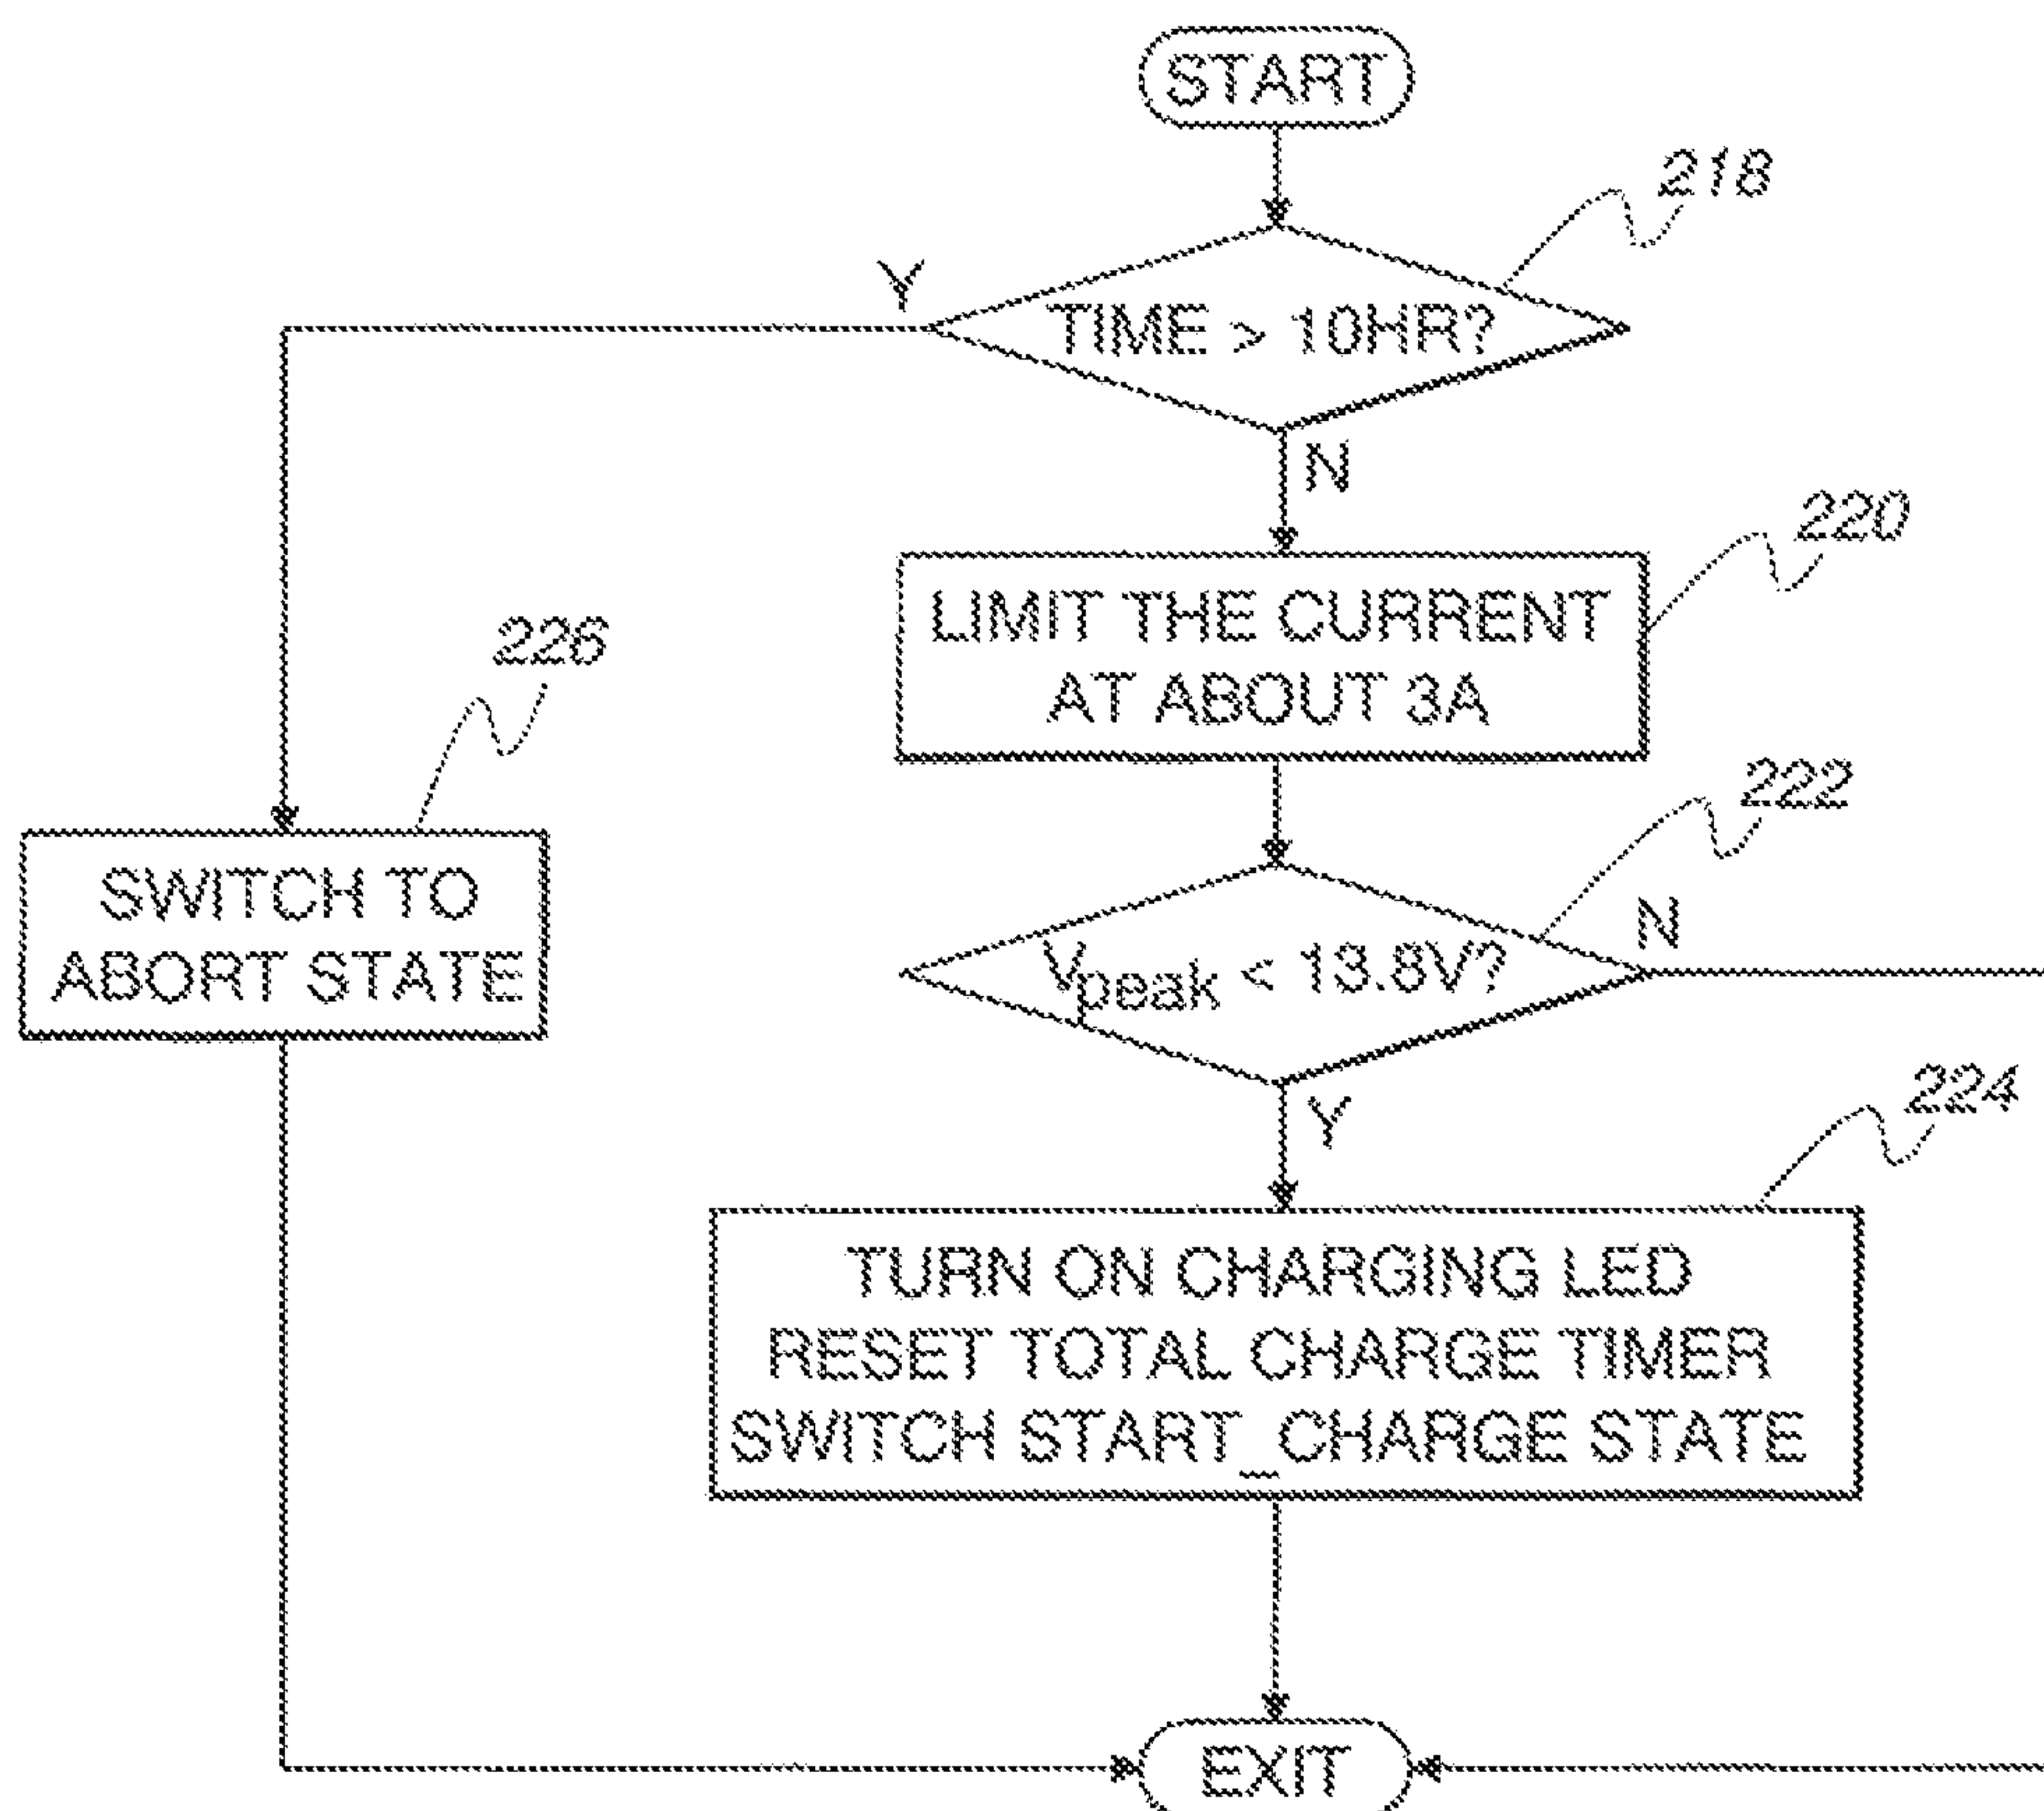 START
218
Y
TIME > 10HR?
N
220
LIMIT THE CURRENT
AT ABOUT 3A
226
222
SWITCH TO
ABORT STATE
N
Vpeak < 13.8V?
224
Y
TURN ON CHARGING LED
RESET TOTAL CHARGE TIMER
SWITCH START_CHARGE STATE
EXIT